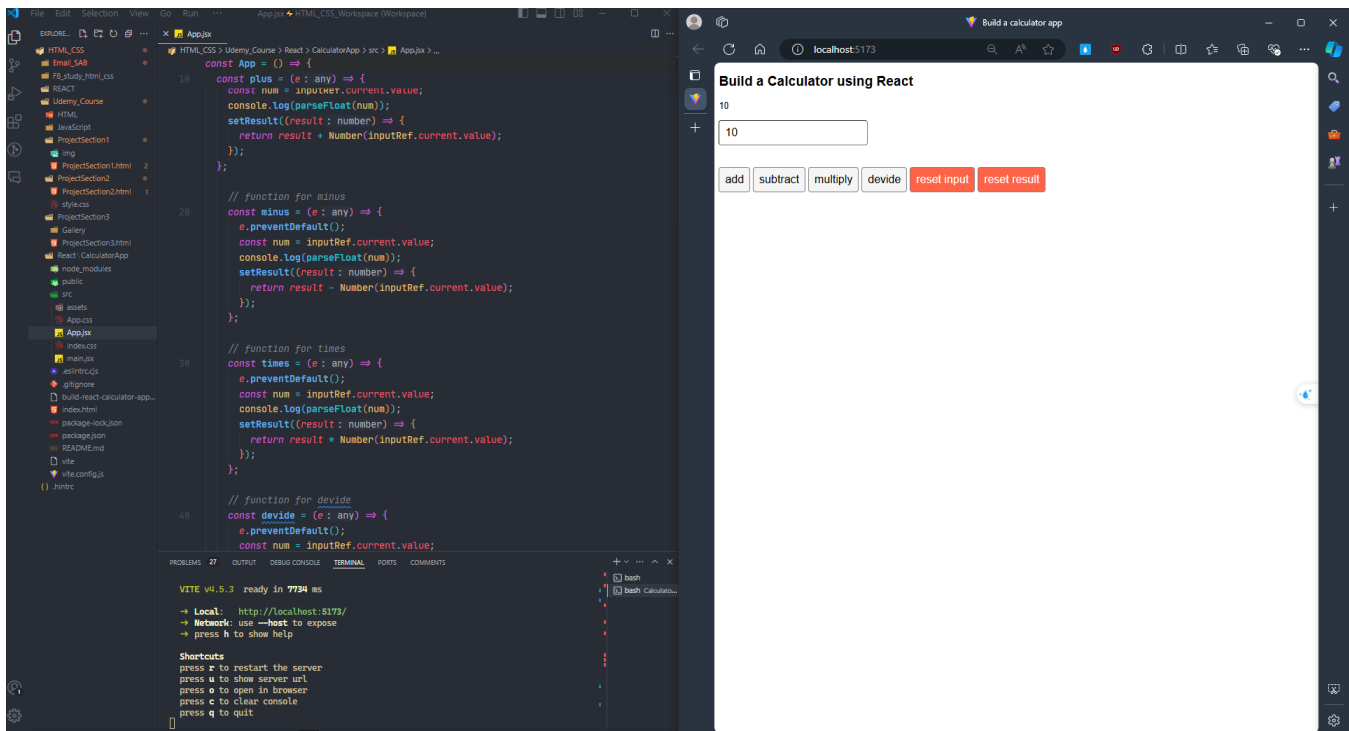 File Edit Selection View Go Run ··· App.jsx HTML_CSS_Workspace (Workspace)
EXPLORE...
HTML_CSS
Email_SAB
F8_study_html_css
REACT
Udemy_Course
HTML
JavaScript
ProjectSection1
img
ProjectSection1.html 2
ProjectSection2
ProjectSection2.html 1
style.css
ProjectSection3
Gallery
ProjectSection3.html
React \ CalculatorApp
node_modules
public
src
assets
App.css
App.jsx
index.css
main.jsx
.eslintrc.cjs
.gitignore
build-react-calculator-app...
index.html
package-lock.json
package.json
README.md
vite
vite.config.js
{} .hintrc
App.jsx
HTML_CSS > Udemy_Course > React > CalculatorApp > src > App.jsx > ...
const App = () => {
10 const plus = (e : any) => {
const num = inputRef.current.value;
console.log(parseFloat(num));
setResult((result : number) => {
return result + Number(inputRef.current.value);
});
};
// function for minus
20 const minus = (e : any) => {
e.preventDefault();
const num = inputRef.current.value;
console.log(parseFloat(num));
setResult((result : number) => {
return result - Number(inputRef.current.value);
});
};
// function for times
30 const times = (e : any) => {
e.preventDefault();
const num = inputRef.current.value;
console.log(parseFloat(num));
setResult((result : number) => {
return result * Number(inputRef.current.value);
});
};
// function for devide
40 const devide = (e : any) => {
e.preventDefault();
const num = inputRef.current.value;
PROBLEMS 27 OUTPUT DEBUG CONSOLE TERMINAL PORTS COMMENTS
VITE v4.5.3 ready in 7734 ms
→ Local: http://localhost:5173/
→ Network: use --host to expose
→ press h to show help
Shortcuts
press r to restart the server
press u to show server url
press o to open in browser
press c to clear console
press q to quit
bash
bash Calculato...
Build a calculator app
localhost:5173
Build a Calculator using React
10
10
add subtract multiply devide reset input reset result